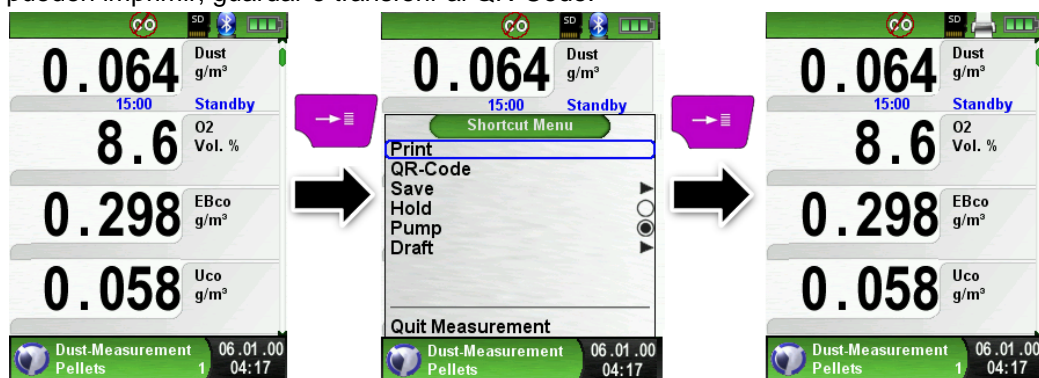 pueden imprimir, guardar o transferir al QR-Code.
SD
0.064 Dust g/m³
15:00 Standby
8.6 O2 Vol. %
0.298 EBco g/m³
0.058 Uco g/m³
Dust-Measurement 06.01.00
Pellets 1 04:17
SD
0.064 Dust g/m³
15:00 Standby
Shortcut Menu
Print
QR-Code
Save
Hold
Pump
Draft
Quit Measurement
Dust-Measurement 06.01.00
Pellets 04:17
SD
0.064 Dust g/m³
15:00 Standby
8.6 O2 Vol. %
0.298 EBco g/m³
0.058 Uco g/m³
Dust-Measurement 06.01.00
Pellets 1 04:17